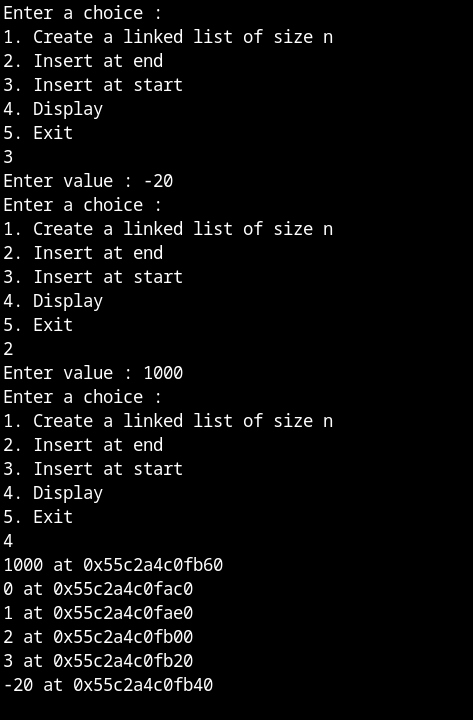 Enter a choice :
1. Create a linked list of size n
2. Insert at end
3. Insert at start
4. Display
5. Exit
3
Enter value : -20
Enter a choice :
1. Create a linked list of size n
2. Insert at end
3. Insert at start
4. Display
5. Exit
2
Enter value : 1000
Enter a choice :
1. Create a linked list of size n
2. Insert at end
3. Insert at start
4. Display
5. Exit
4
1000 at 0x55c2a4c0fb60
0 at 0x55c2a4c0fac0
1 at 0x55c2a4c0fae0
2 at 0x55c2a4c0fb00
3 at 0x55c2a4c0fb20
-20 at 0x55c2a4c0fb40